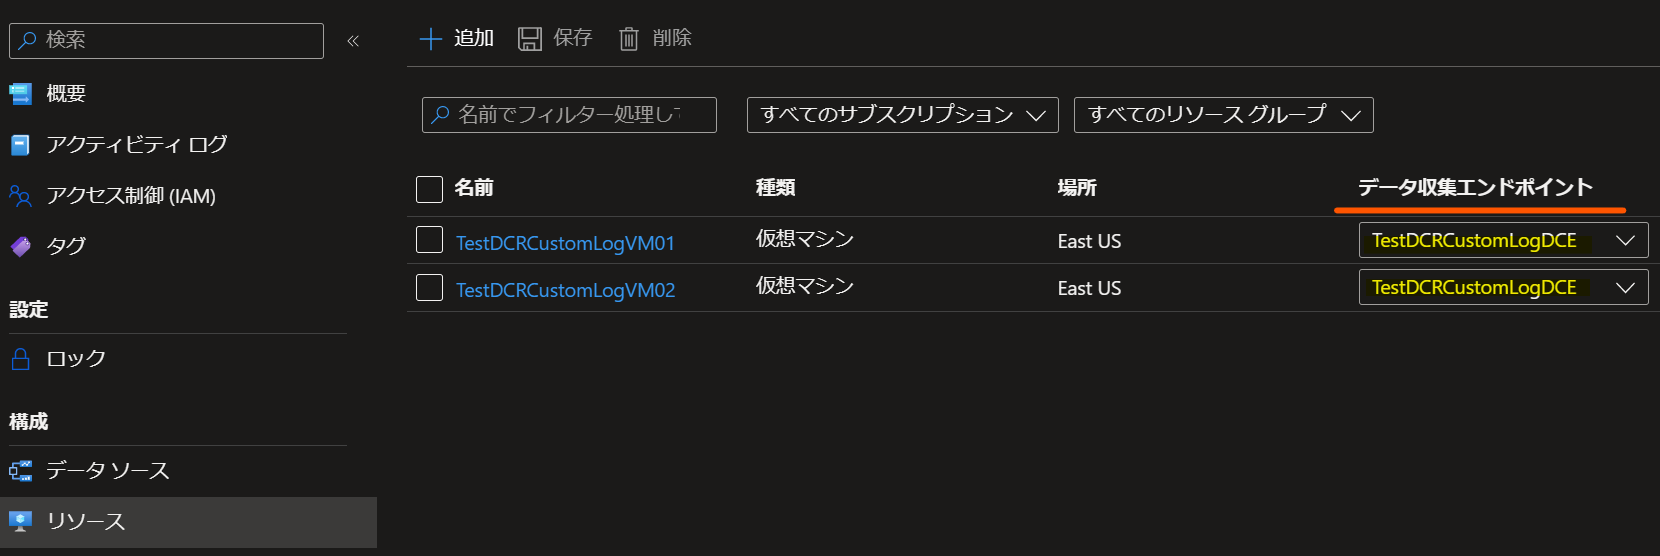 検索
«
概要
アクティビティ ログ
アクセス制御 (IAM)
タグ
設定
ロック
構成
データ ソース
リソース
追加 保存 削除
名前でフィルター処理し
すべてのサブスクリプション すべてのリソース グループ
名前 種類 場所 データ収集エンドポイント
TestDCRCustomLogVM01 仮想マシン East US TestDCRCustomLogDCE
TestDCRCustomLogVM02 仮想マシン East US TestDCRCustomLogDCE